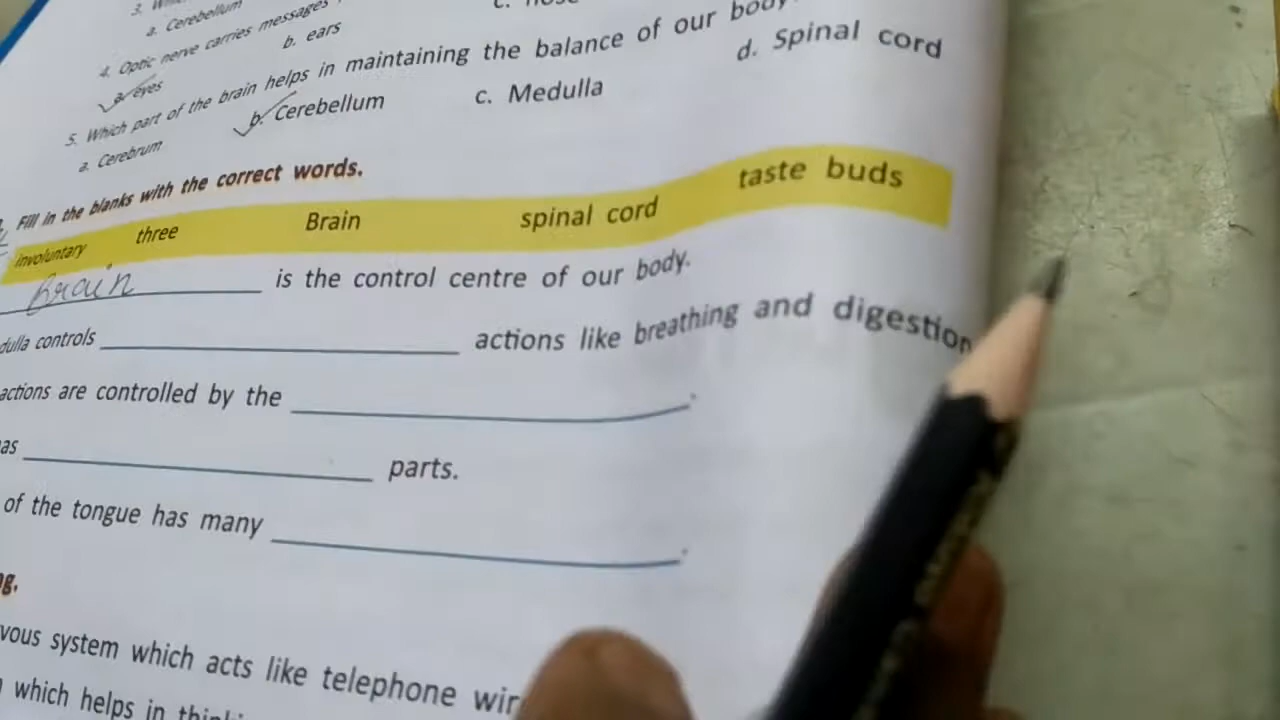 3.
a. Cerebellum
4. Optic nerve carries messages
a. eyes b. ears c. nose
5. Which part of the brain helps in maintaining the balance of our body
a. Cerebrum b. Cerebellum c. Medulla d. Spinal cord
Fill in the blanks with the correct words.
involuntary three Brain spinal cord taste buds
Brain is the control centre of our body.
dulla controls actions like breathing and digestion
actions are controlled by the .
as parts.
of the tongue has many .
g.
vous system which acts like telephone wir
which helps in